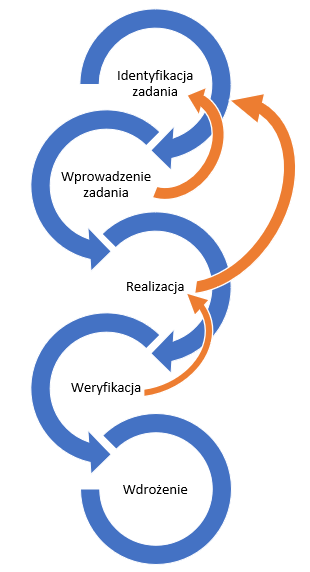 Identyfikacja
zadania
Wprowadzenie
zadania
Realizacja
Weryfikacja
Wdrożenie